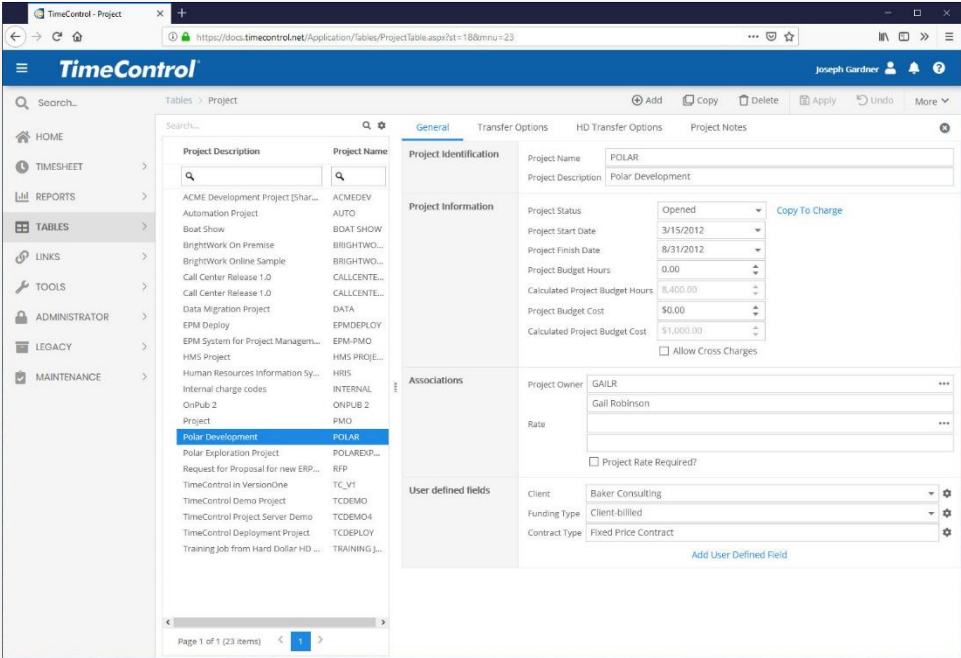 TimeControl - Project
https://docs.timecontrol.net/Application/Tables/ProjectTable.aspx?st=18&mnu=23
TimeControl
Joseph Gardner
Search...
HOME
TIMESHEET
REPORTS
TABLES
LINKS
TOOLS
ADMINISTRATOR
LEGACY
MAINTENANCE
Tables > Project
Add Copy Delete Apply Undo More
Search...
Project Description Project Name
ACME Development Project [Shar... ACMEDEV
Automation Project AUTO
Boat Show BOAT SHOW
BrightWork On Premise BRIGHTWO...
BrightWork Online Sample BRIGHTWO...
Call Center Release 1.0 CALLCENTE...
Call Center Release 1.0 CALLCENTE...
Data Migration Project DATA
EPM Deploy EPMDEPLOY
EPM System for Project Managem... EPM-PMO
HMS Project HMS PROJE...
Human Resources Information Sy... HRIS
Internal charge codes INTERNAL
OnPub 2 ONPUB 2
Project PMO
Polar Development POLAR
Polar Exploration Project POLAREXP...
Request for Proposal for new ERP... RFP
TimeControl in VersionOne TC_V1
TimeControl Demo Project TCDEMO
TimeControl Project Server Demo TCDEMO4
TimeControl Deployment Project TCDEPLOY
Training Job from Hard Dollar HD ... TRAINING J...
Page 1 of 1 (23 items) < 1 >
General Transfer Options HD Transfer Options Project Notes
Project Identification
Project Name POLAR
Project Description Polar Development
Project Information
Project Status Opened Copy To Charge
Project Start Date 3/15/2012
Project Finish Date 8/31/2012
Project Budget Hours 0.00
Calculated Project Budget Hours 8,400.00
Project Budget Cost $0.00
Calculated Project Budget Cost $1,000.00
Allow Cross Charges
Associations
Project Owner GAILR
Gail Robinson
Rate
Project Rate Required?
User defined fields
Client Baker Consulting
Funding Type Client-billled
Contract Type Fixed Price Contract
Add User Defined Field